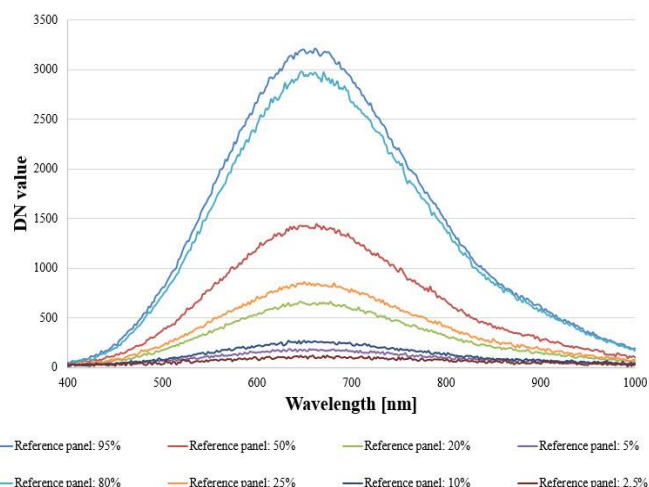 3500
3000
2500
2000
1500
1000
500
0
DN value
400 500 600 700 800 900 1000
Wavelength [nm]
Reference panel: 95% Reference panel: 50% Reference panel: 20% Reference panel: 5%
Reference panel: 80% Reference panel: 25% Reference panel: 10% Reference panel: 2.5%